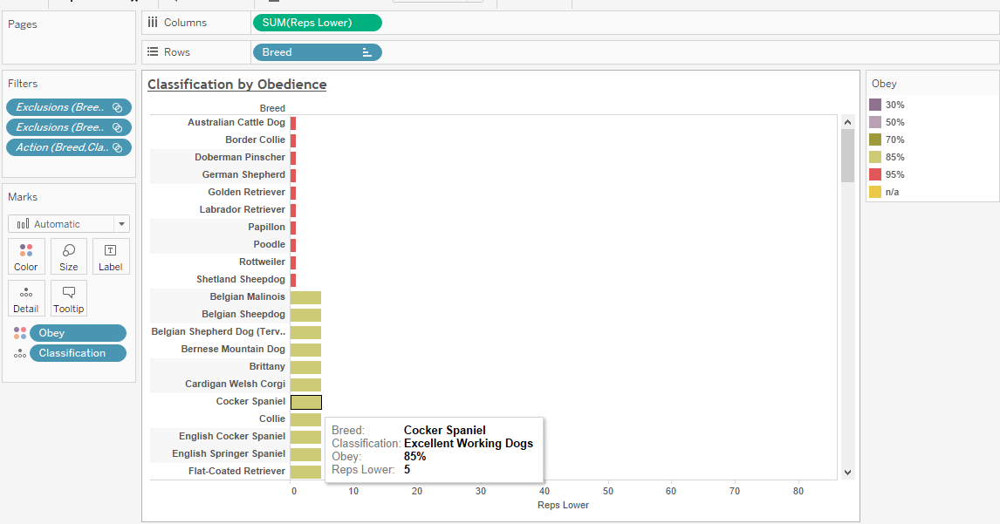 Pages
Columns
SUM(Reps Lower)
Rows
Breed
Filters
Exclusions (Bree..
Exclusions (Bree..
Action (Breed,Cla..
Marks
Automatic
Color
Size
Label
Detail
Tooltip
Obey
Classification
Classification by Obedience
Breed
Australian Cattle Dog
Border Collie
Doberman Pinscher
German Shepherd
Golden Retriever
Labrador Retriever
Papillon
Poodle
Rottweiler
Shetland Sheepdog
Belgian Malinois
Belgian Sheepdog
Belgian Shepherd Dog (Terv..
Bernese Mountain Dog
Brittany
Cardigan Welsh Corgi
Cocker Spaniel
Collie
English Cocker Spaniel
English Springer Spaniel
Flat-Coated Retriever
Breed: Cocker Spaniel
Classification: Excellent Working Dogs
Obey: 85%
Reps Lower: 5
0 10 20 30 40 50 60 70 80
Reps Lower
Obey
30%
50%
70%
85%
95%
n/a